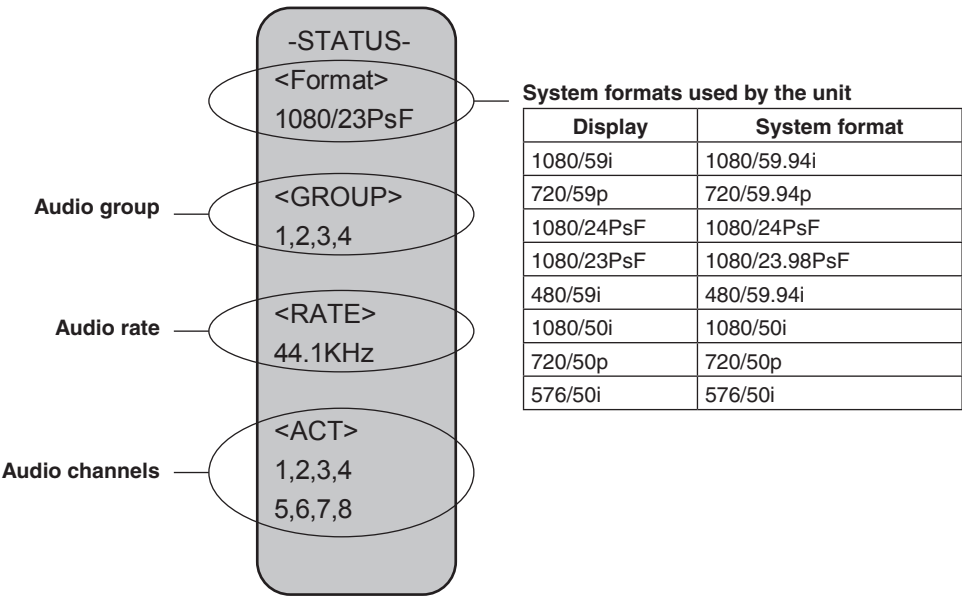 -STATUS-
<Format>
1080/23PsF
Audio group
<GROUP>
1,2,3,4
Audio rate
<RATE>
44.1KHz
Audio channels
<ACT>
1,2,3,4
5,6,7,8
System formats used by the unit
Display System format
1080/59i 1080/59.94i
720/59p 720/59.94p
1080/24PsF 1080/24PsF
1080/23PsF 1080/23.98PsF
480/59i 480/59.94i
1080/50i 1080/50i
720/50p 720/50p
576/50i 576/50i